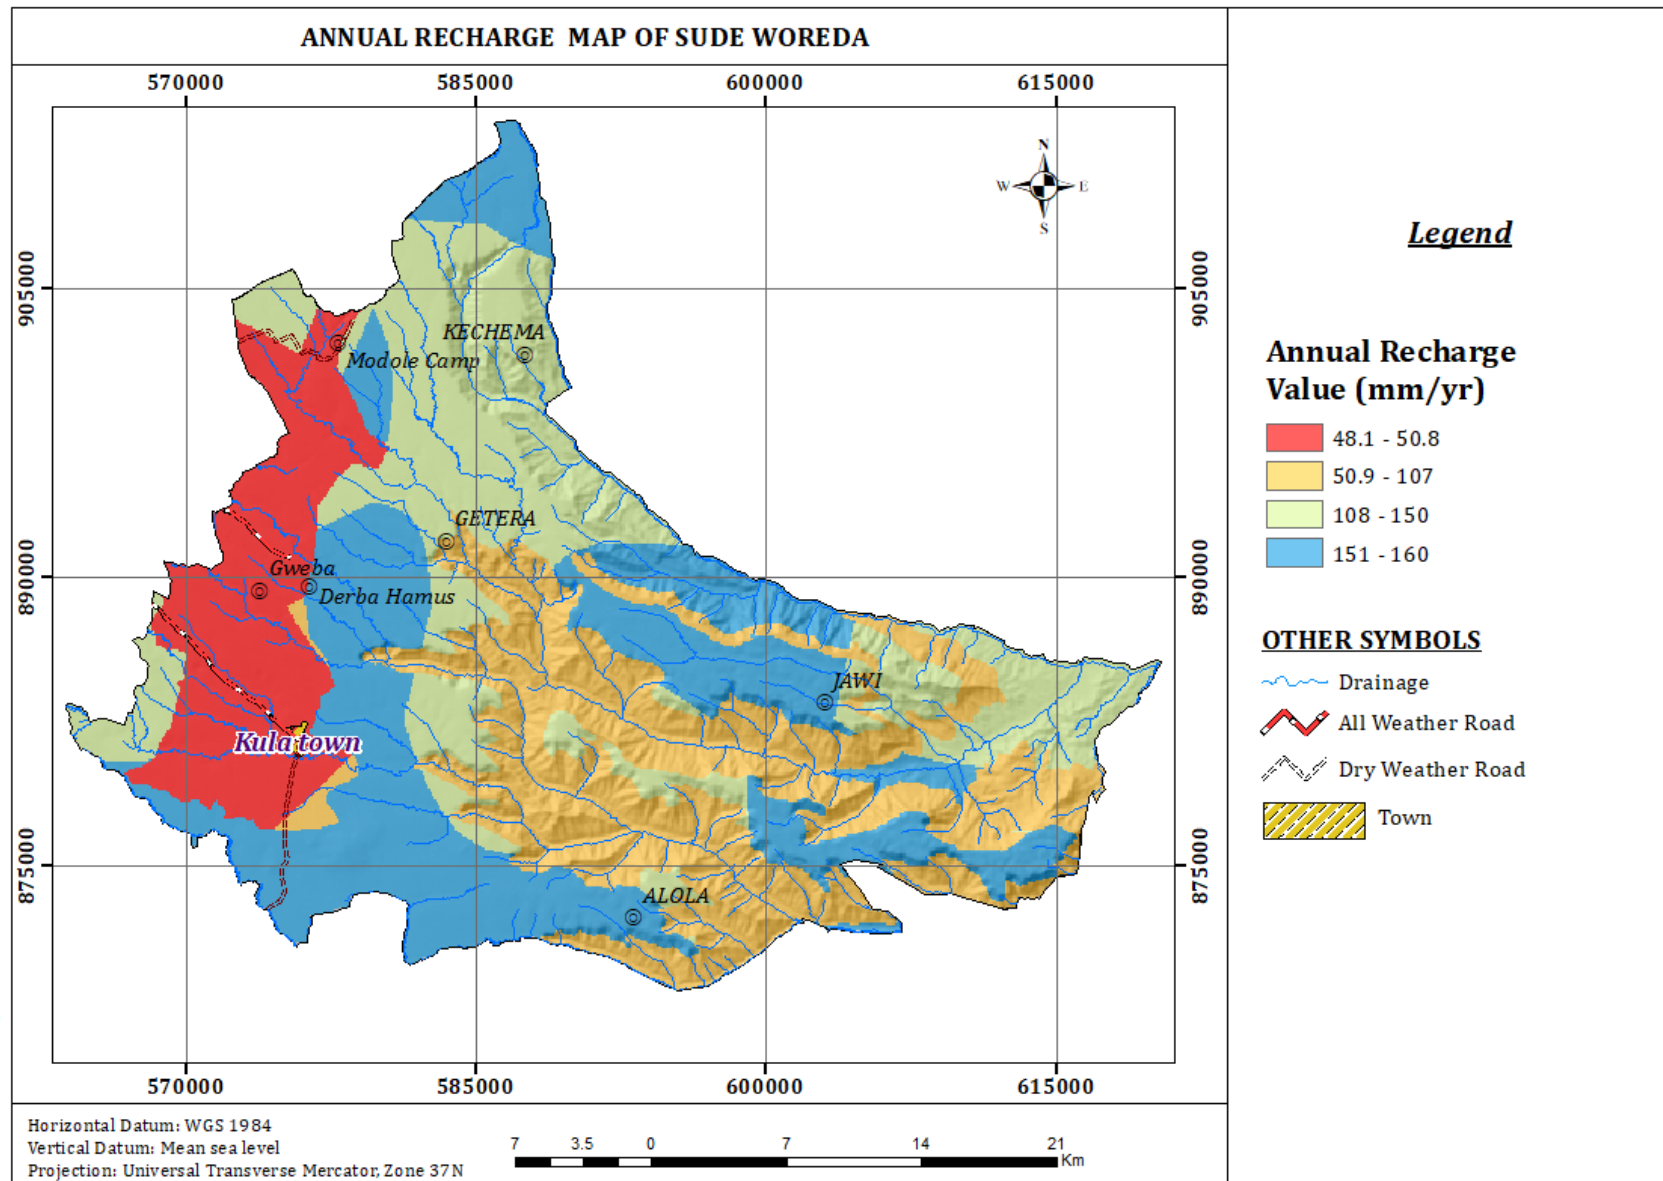 ANNUAL RECHARGE MAP OF SUDE WOREDA
570000 585000 600000 615000
N
W E
S
905000 905000
KECHEMA
Modole Camp
GETERA
890000 890000
Gweba
Derba Hamus
JAWI
Kula town
875000 875000
ALOLA
570000 585000 600000 615000
Horizontal Datum: WGS 1984
Vertical Datum: Mean sea level
Projection: Universal Transverse Mercator, Zone 37N
7 3.5 0 7 14 21
Km
Legend
Annual Recharge
Value (mm/yr)
48.1 - 50.8
50.9 - 107
108 - 150
151 - 160
OTHER SYMBOLS
Drainage
All Weather Road
Dry Weather Road
Town